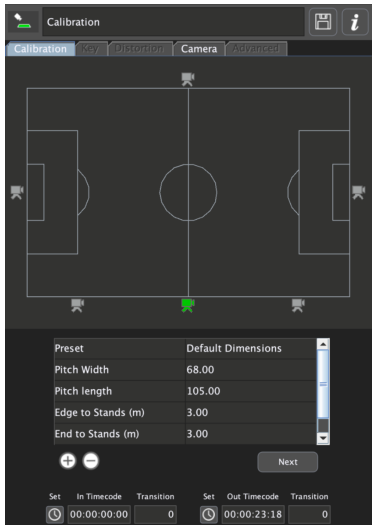 Calibration
Calibration Key Distortion Camera Advanced
Preset Default Dimensions
Pitch Width 68.00
Pitch length 105.00
Edge to Stands (m) 3.00
End to Stands (m) 3.00
Next
Set In Timecode Transition Set Out Timecode Transition
00:00:00:00 0 00:00:23:18 0